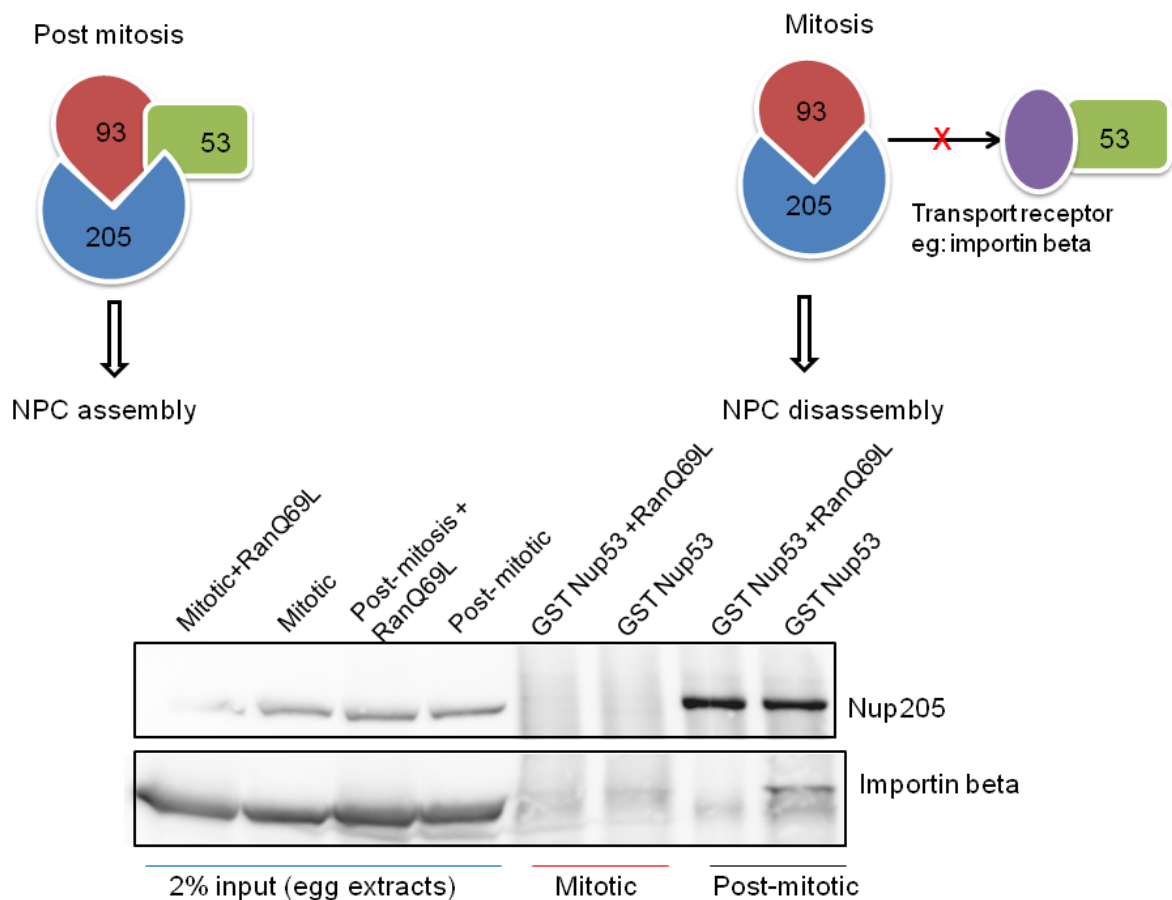 Post mitosis
93
53
205
NPC assembly
Mitosis
93
53
205
X
Transport receptor
eg: importin beta
NPC disassembly
Mitotic+RanQ69L
Mitotic
Post- mitosis +
RanQ69L
Post- mitotic
GST Nup53 +RanQ69L
GST Nup53
GST Nup53 +RanQ69L
GST Nup53
Nup205
Importin beta
2% input (egg extracts)
Mitotic
Post-mitotic